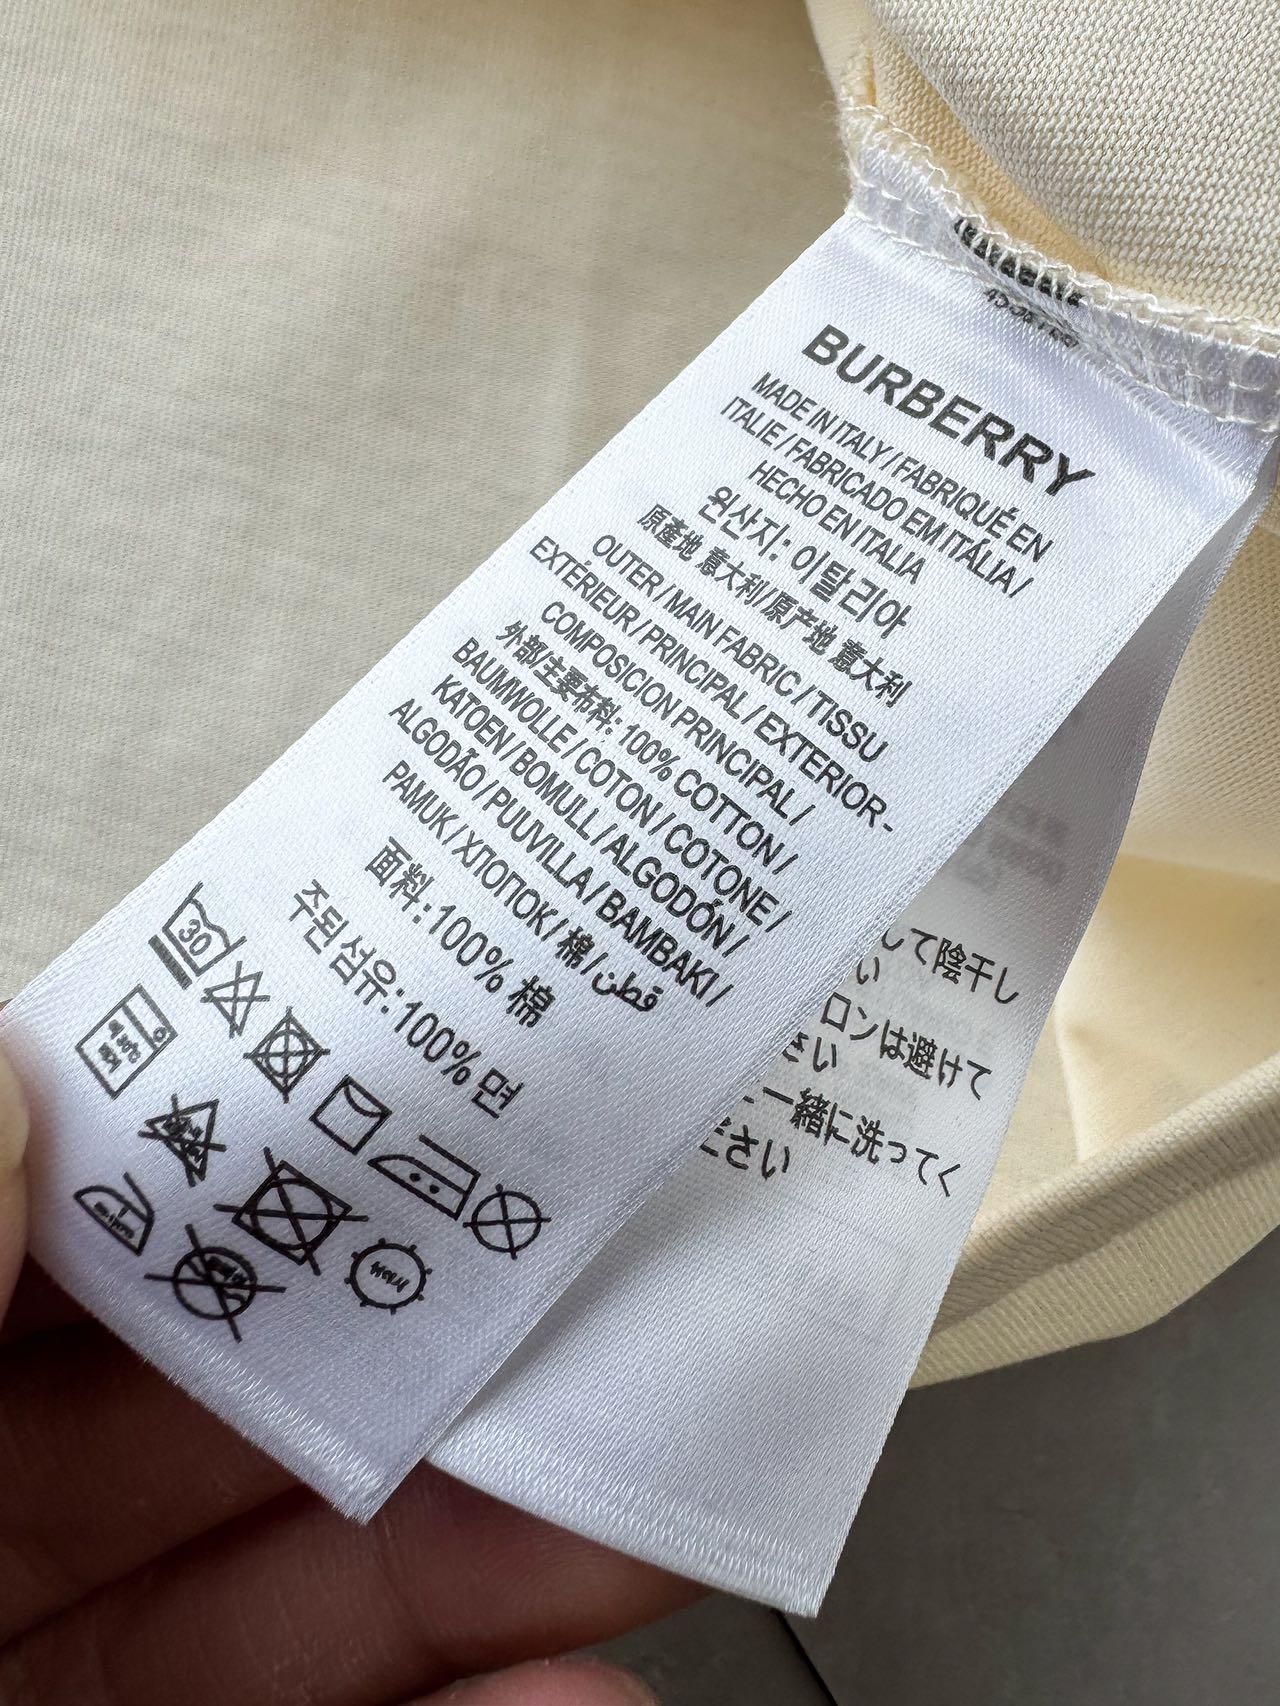 BURBERRY
MADE IN ITALY / FABRIQUÉ EN
ITALIE / FABRICADO EM ITÁLIA /
HECHO EN ITALIA
원산지: 이탈리아
原產地 意大利/原产地 意大利
OUTER / MAIN FABRIC / TISSU
EXTÉRIEUR / PRINCIPAL / EXTERIOR-
COMPOSICION PRINCIPAL /
外部/主要布料: 100% COTTON /
BAUMWOLLE / COTON / COTONE /
KATOEN / BOMULL / ALGODÓN /
ALGODÃO / PUUVILLA / BAMBAKI /
PAMUK / ХПОПОК / 棉 / قطن
面料: 100% 棉
주된 섬유: 100% 면
30
して陰干し
い
ロンは避けて
さい
一緒に洗ってく
ださい